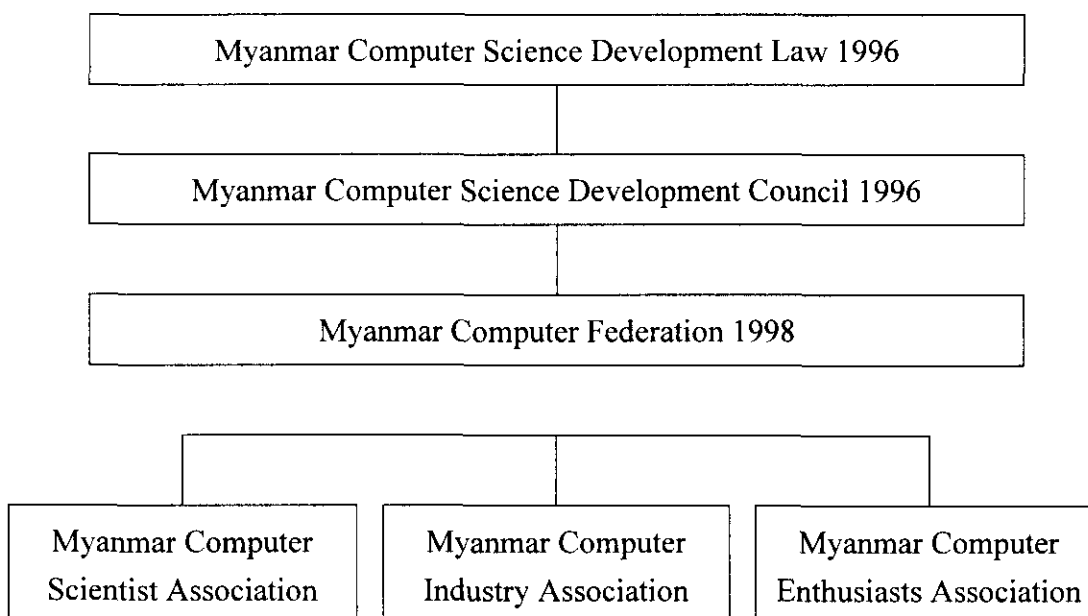 Myanmar Computer Science Development Law 1996
Myanmar Computer Science Development Council 1996
Myanmar Computer Federation 1998
Myanmar Computer
Scientist Association
Myanmar Computer
Industry Association
Myanmar Computer
Enthusiasts Association